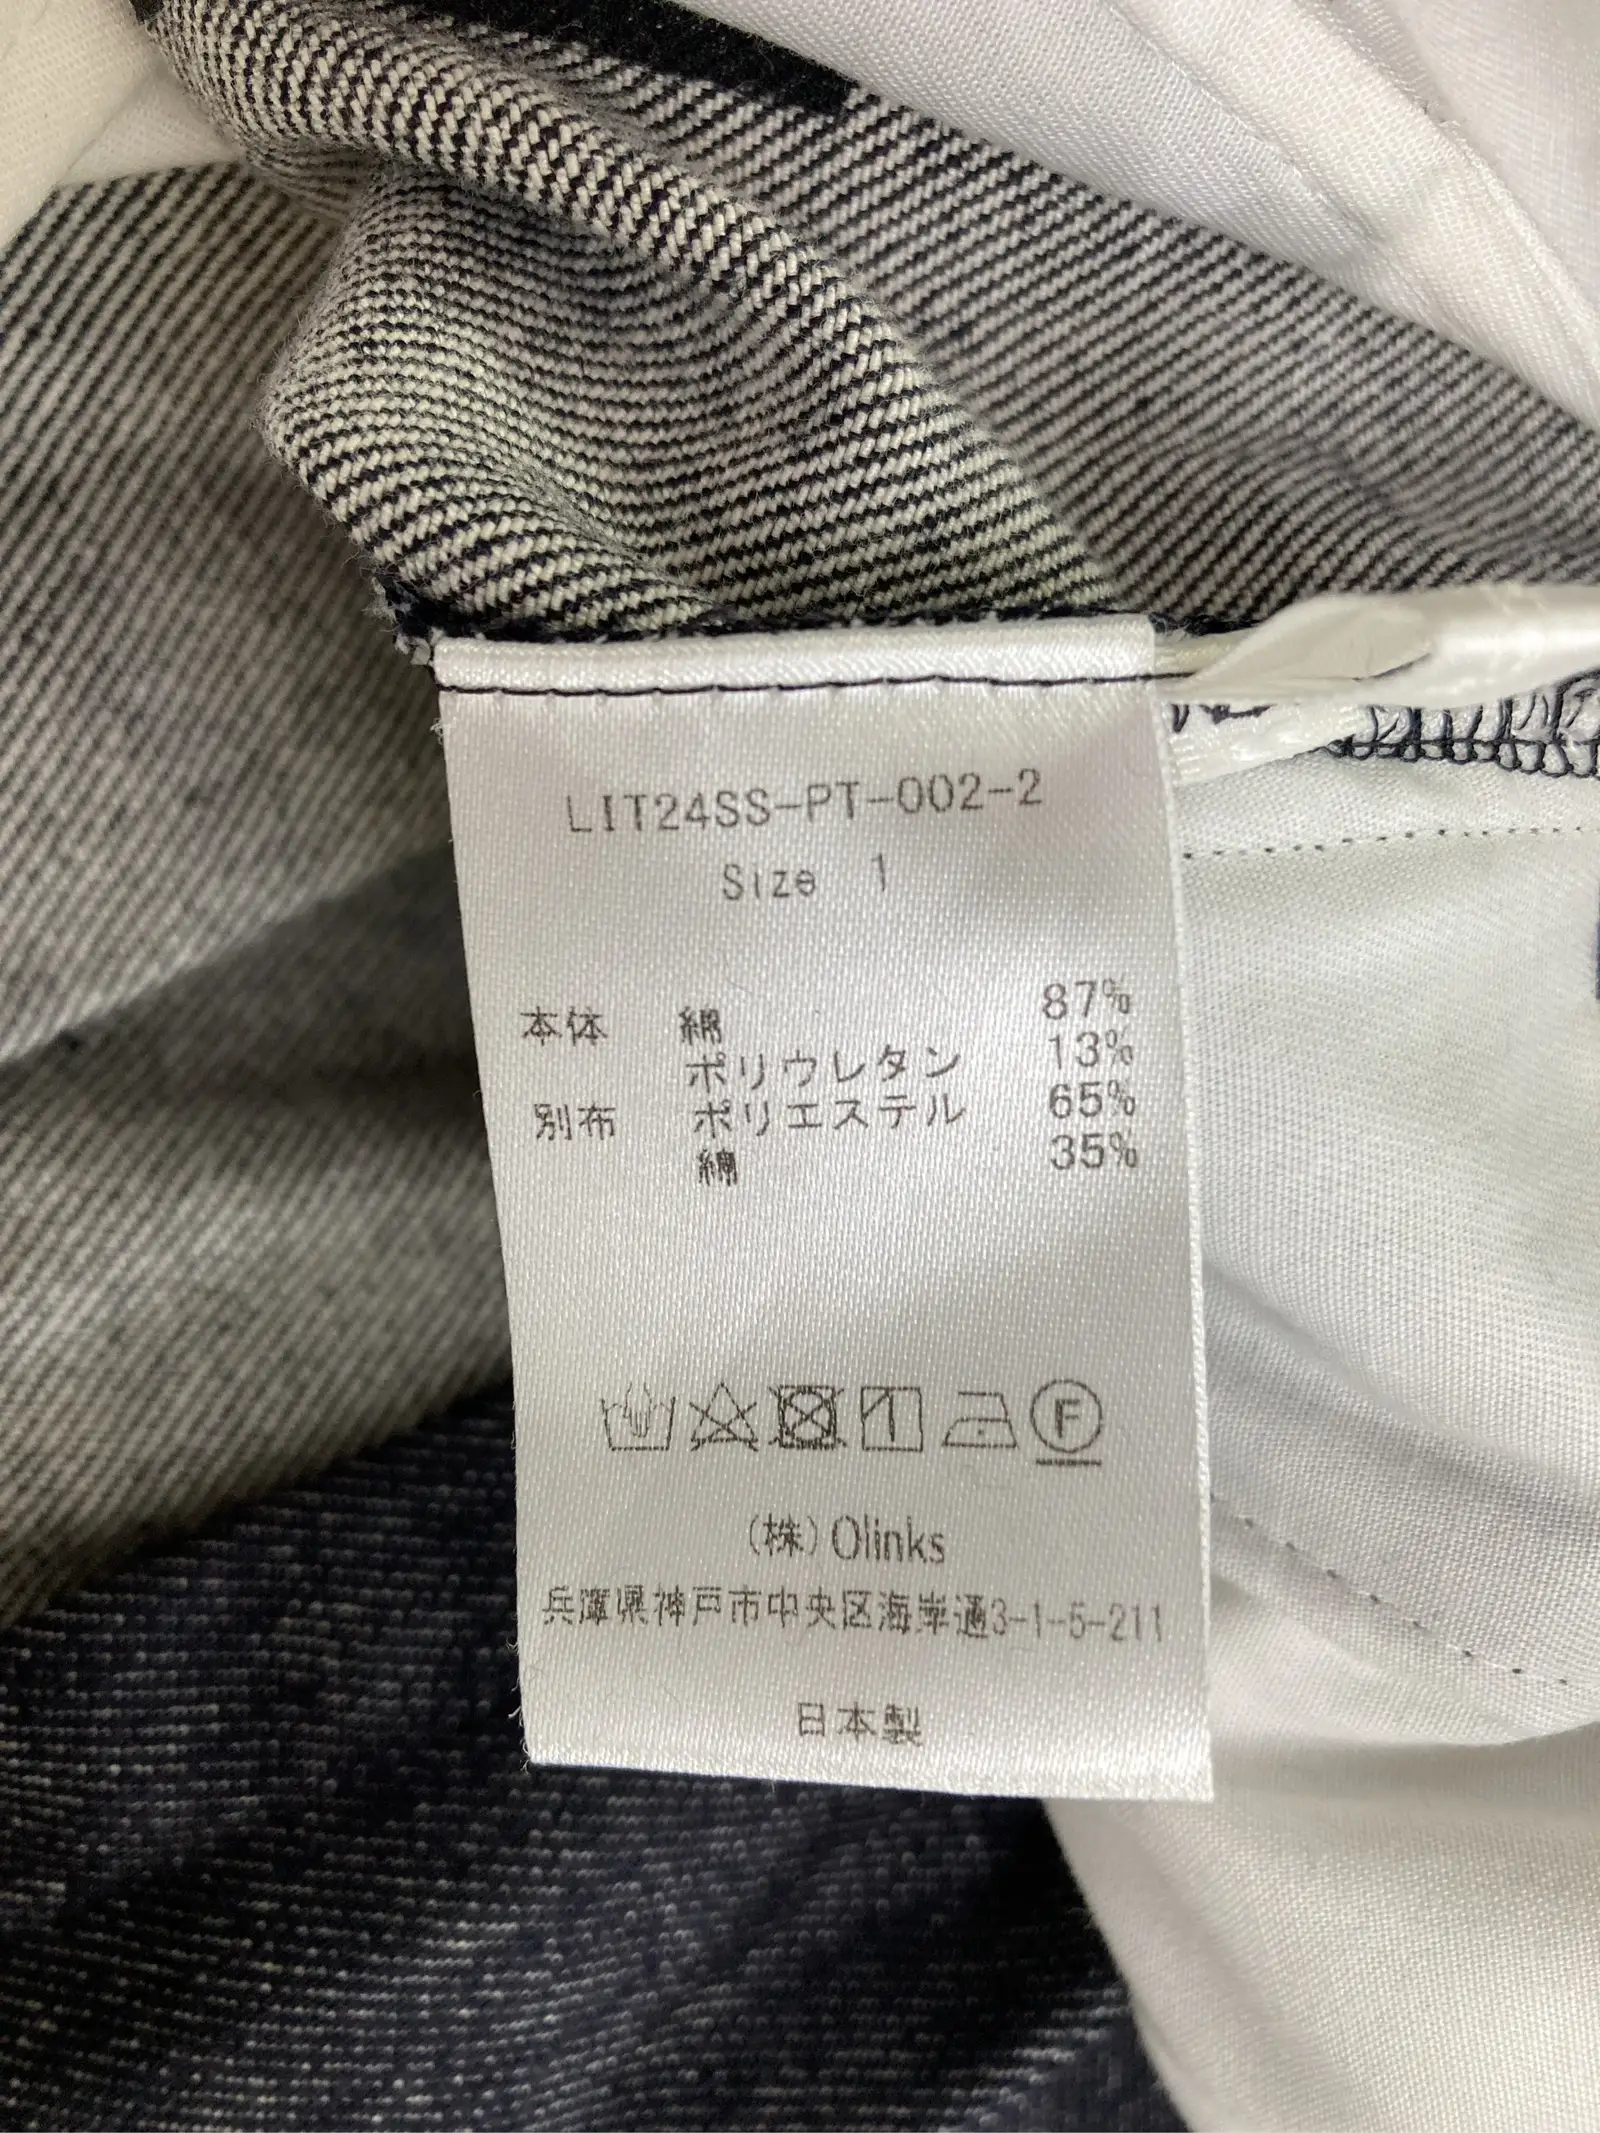 LIT24SS-PT-002-2
Size 1
本体 綿 87%
ポリウレタン 13%
別布 ポリエステル 65%
綿 35%
F
(株)Olinks
兵庫県神戸市中央区海岸通3-1-5-211
日本製